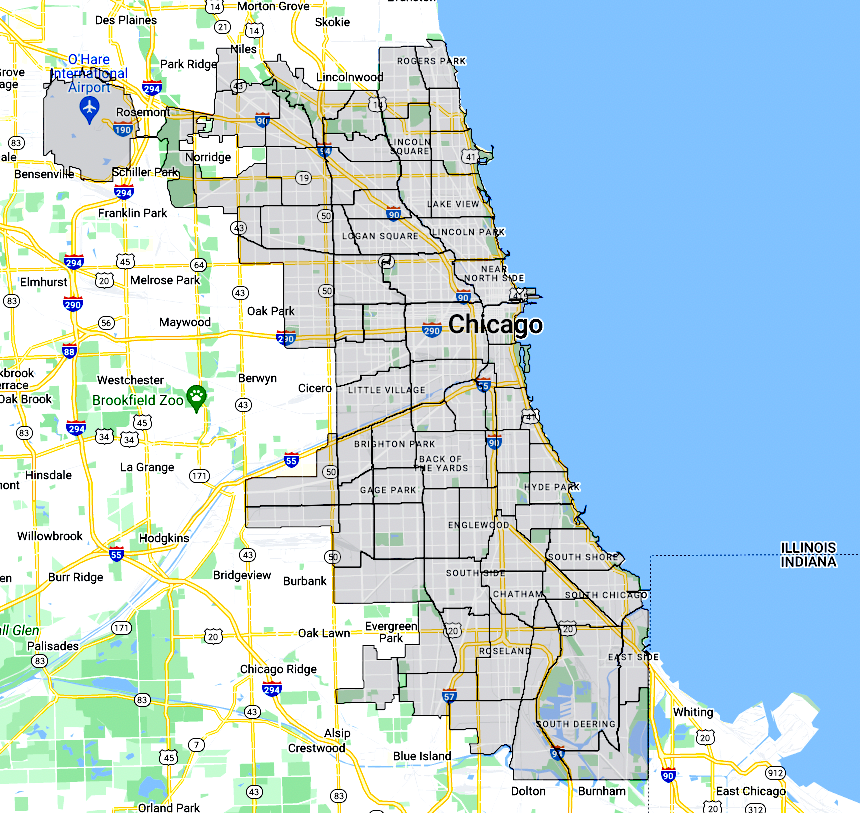 Morton Grove
14
Des Plaines
Skokie
21
14
Niles
O'Hare
International
Airport
Park Ridge
ROGERS PARK
Lincolnwood
294
43
14
Rosemont
90
190
83
LINCOLN
SQUARE
94
41
Norridge
Bensenville
Schiller Park
19
294
LAKE VIEW
Franklin Park
50
90
43
LINCOLN PARK
LOGAN SQUARE
294
45
64
64
NEAR
NORTH SIDE
Elmhurst
20
Melrose Park
43
50
90
41
83
290
Oak Park
56
Maywood
Chicago
290
290
88
Westchester
Berwyn
Cicero
LITTLE VILLAGE
55
Oak Brook
Brookfield Zoo
43
41
45
294
83
34
34
BRIGHTON PARK
90
La Grange
55
BACK OF
THE YARDS
50
Hinsdale
171
GAGE PARK
HYDE PARK
ENGLEWOOD
Willowbrook
Hodgkins
ILLINOIS
INDIANA
55
43
50
SOUTH SHORE
Burr Ridge
Bridgeview
Burbank
SOUTH SIDE
CHATHAM
SOUTH CHICAGO
171
20
Oak Lawn
Evergreen
Park
20
20
Palisades
ROSELAND
EAST SIDE
83
Chicago Ridge
294
57
83
43
Whiting
SOUTH DEERING
Alsip
20
7
Crestwood
45
Blue Island
94
90
912
Dolton
Burnham
East Chicago
83
Orland Park
20
312